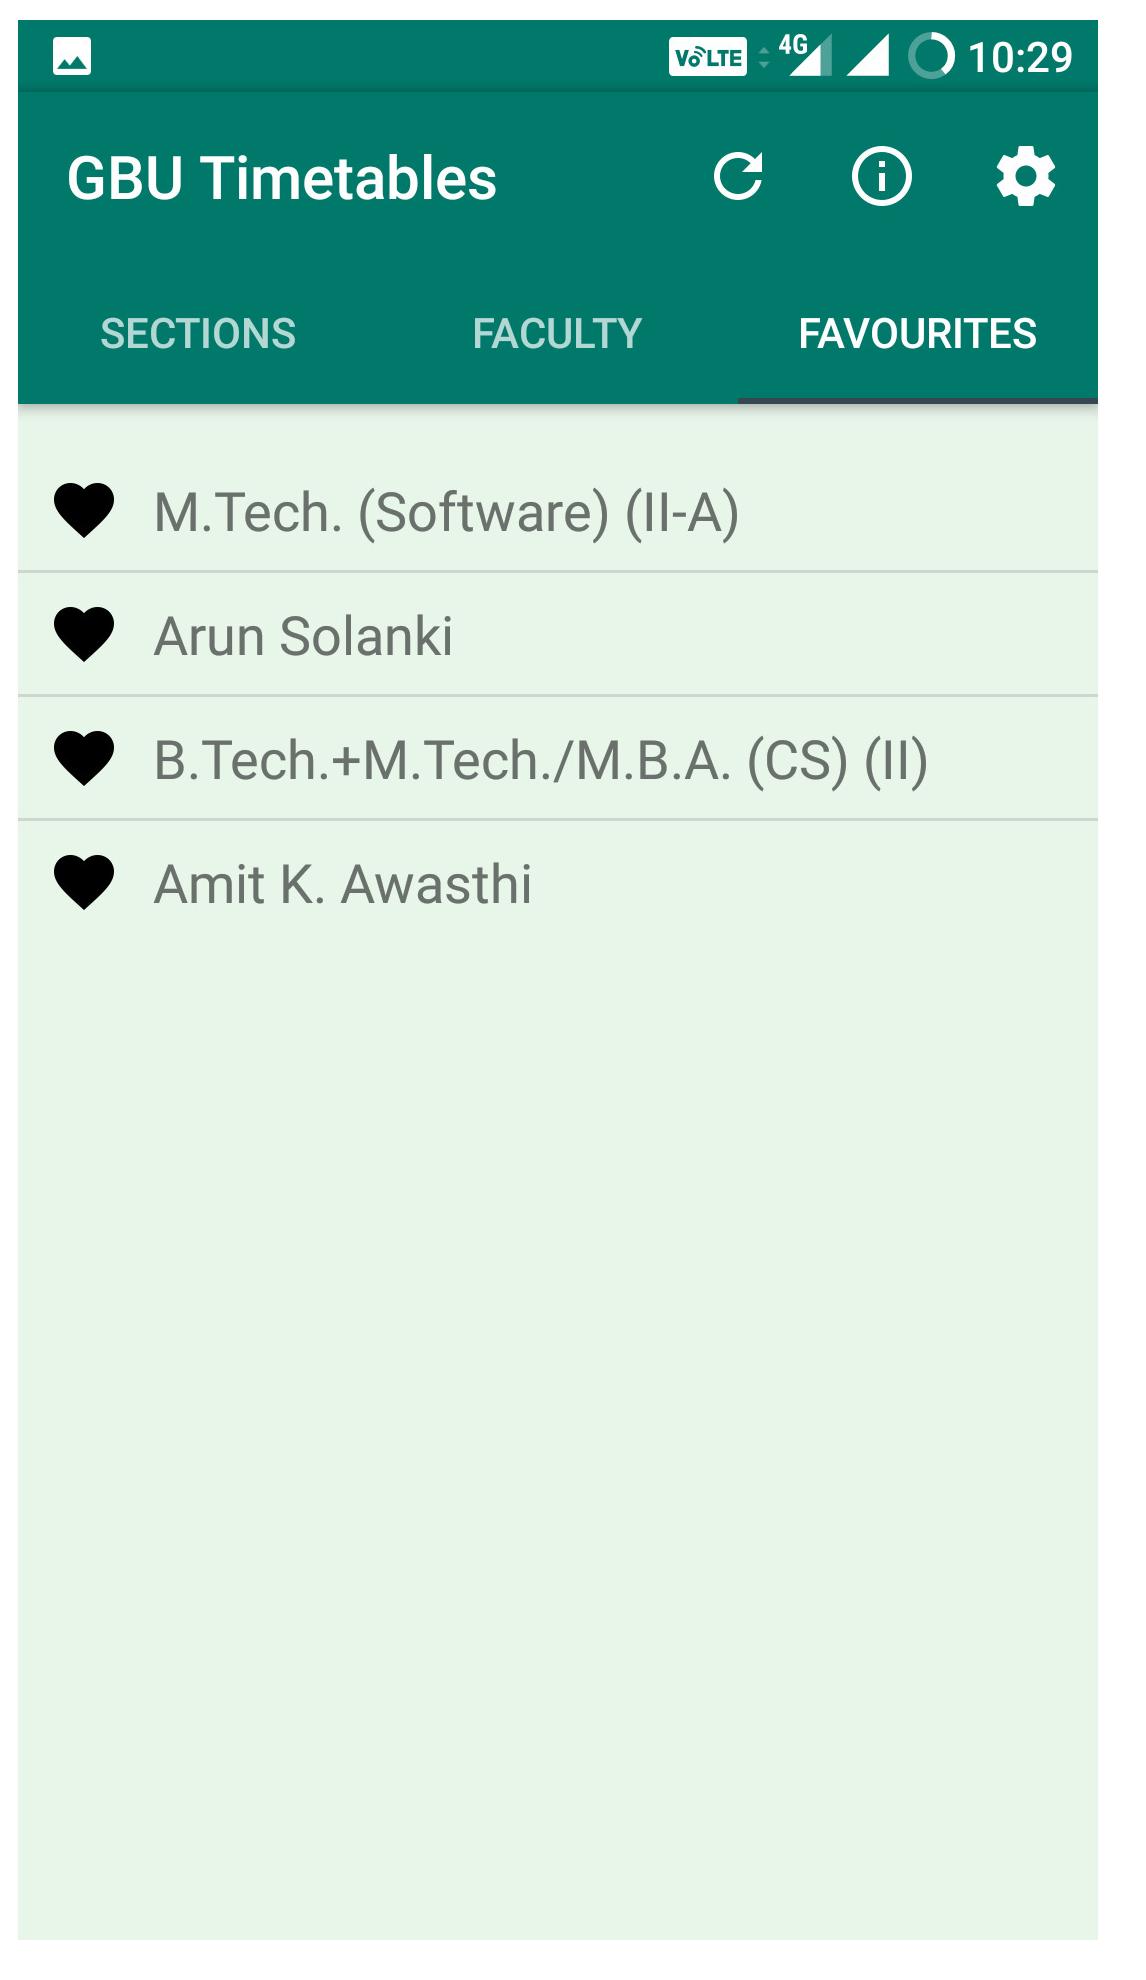 VoLTE 4G 10:29
GBU Timetables
SECTIONS FACULTY FAVOURITES
M.Tech. (Software) (II-A)
Arun Solanki
B.Tech.+M.Tech./M.B.A. (CS) (II)
Amit K. Awasthi